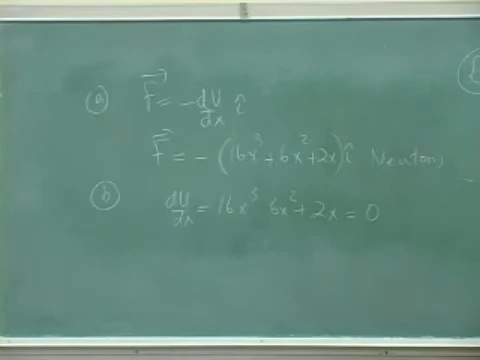 (a) F⃗ = -dU/dx î
F⃗ = -(16x³ + 6x² + 2x) î Newtons
(b) dU/dx = 16x³ 6x² + 2x = 0